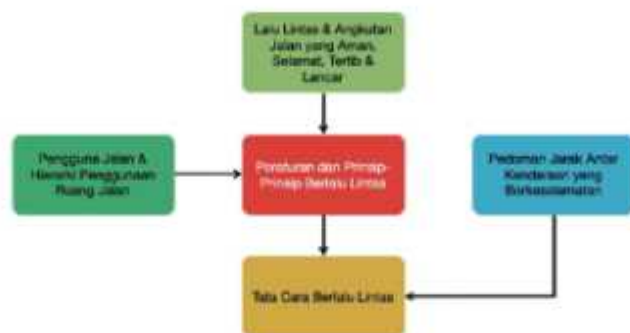 Lalu Lintas & Angkutan
Jalan yang Aman,
Selamat, Tertib &
Lancar
Pengguna Jalan &
Hierarki Penggunaan
Ruang Jalan
Peraturan dan Prinsip-
Prinsip Berlalu Lintas
Pedoman Jarak Antar
Kendaraan yang
Berkeselamatan
Tata Cara Berlalu Lintas